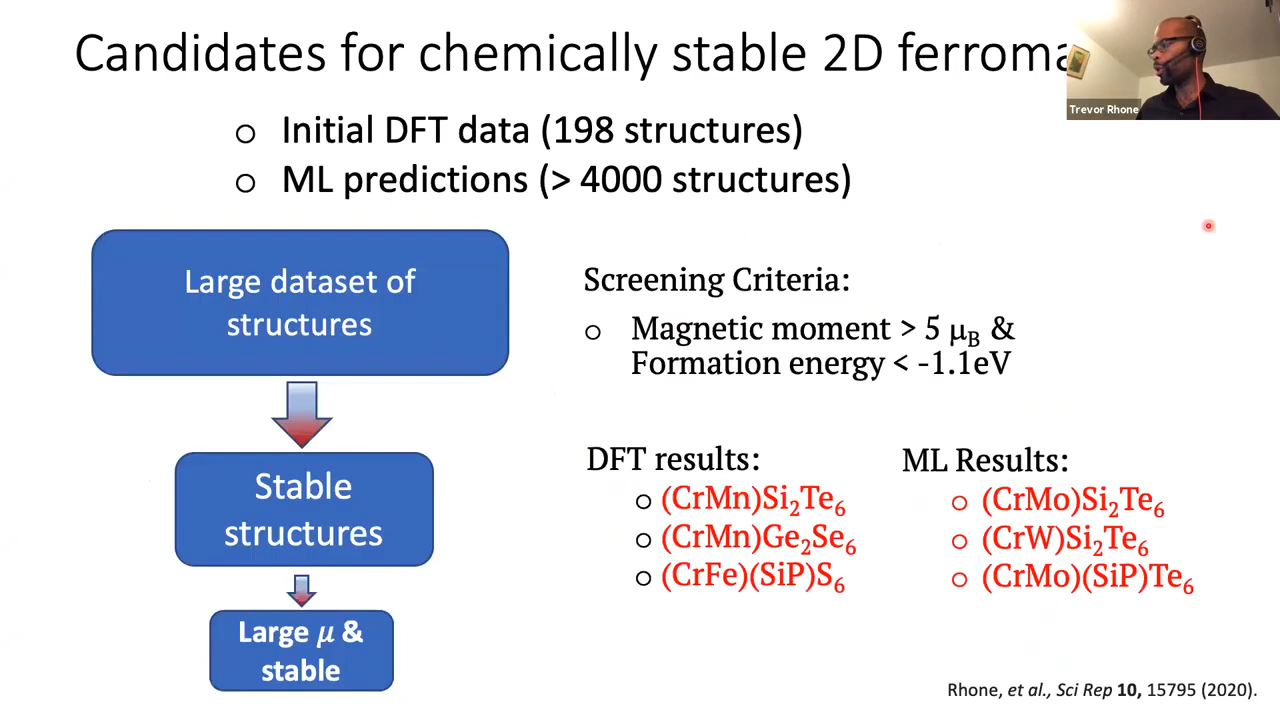 Candidates for chemically stable 2D ferroma
Trevor Rhone
○ Initial DFT data (198 structures)
○ ML predictions (> 4000 structures)
Large dataset of
structures
Stable
structures
Large μ &
stable
Screening Criteria:
○ Magnetic moment > 5 μB &
Formation energy < -1.1eV
DFT results:
○ (CrMn)Si2Te6
○ (CrMn)Ge2Se6
○ (CrFe)(SiP)S6
ML Results:
○ (CrMo)Si2Te6
○ (CrW)Si2Te6
○ (CrMo)(SiP)Te6
Rhone, et al., Sci Rep 10, 15795 (2020).